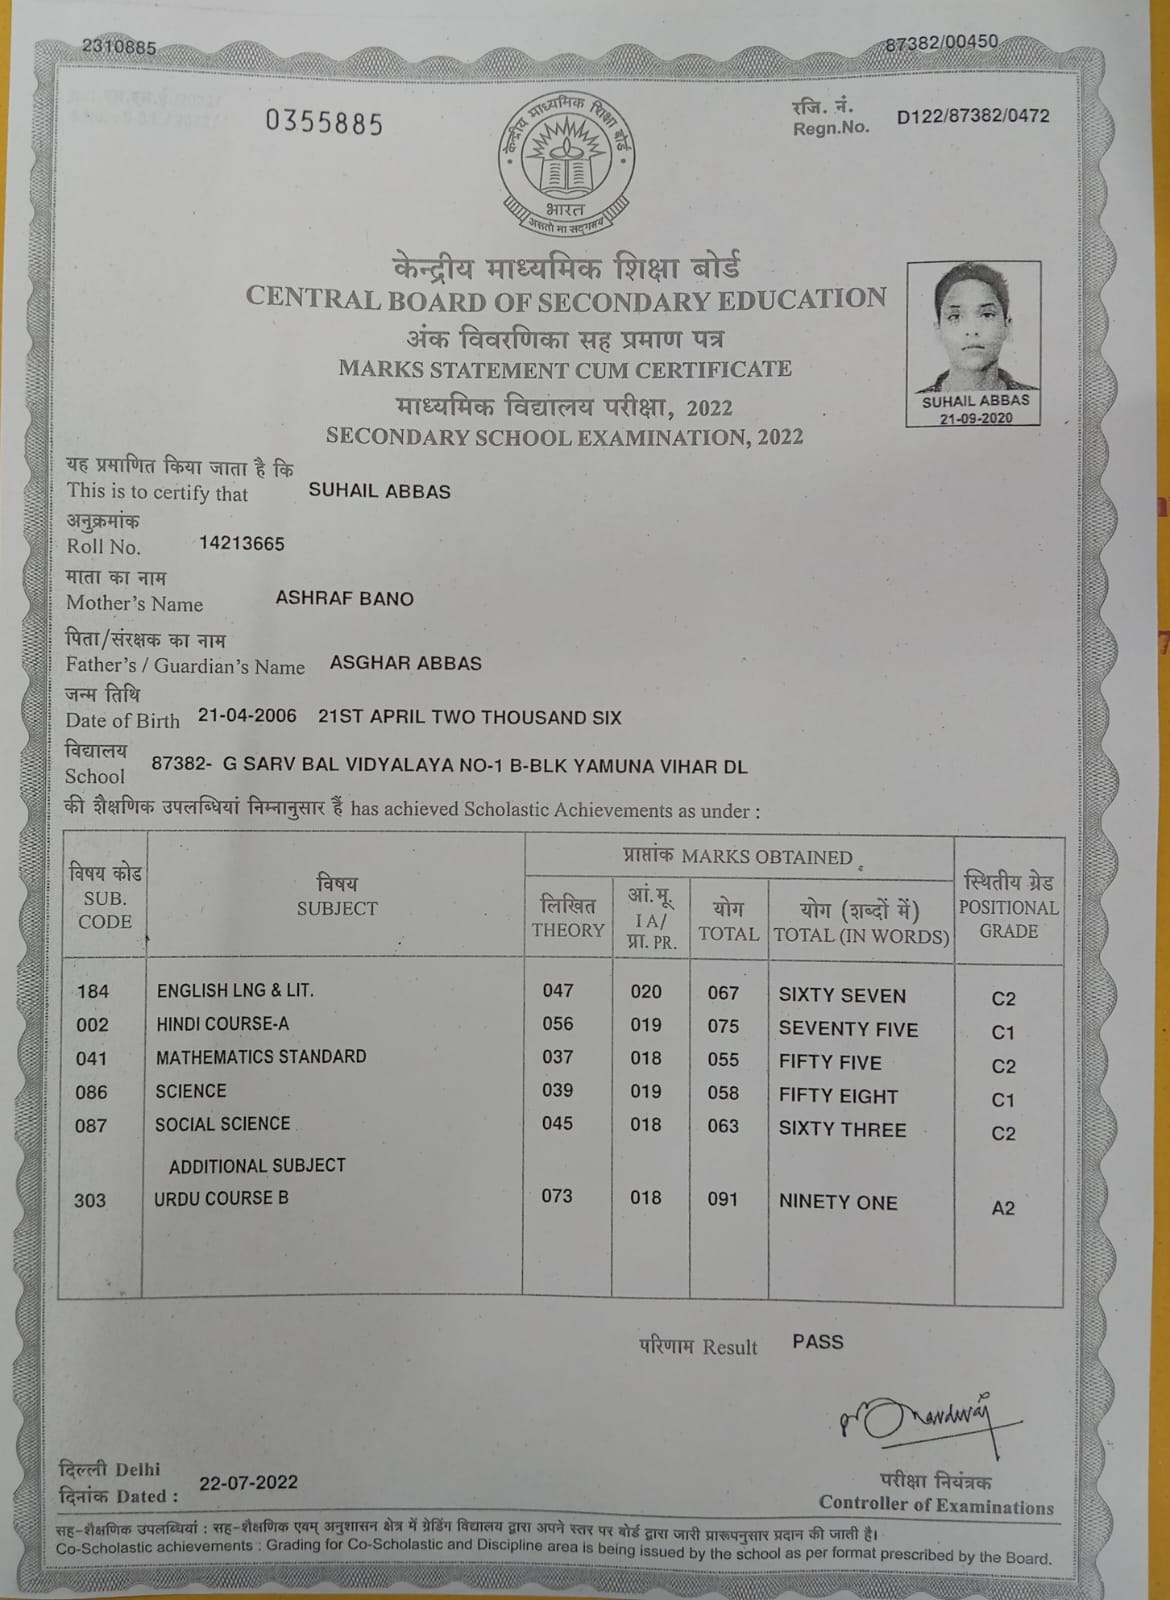 2310885
87382/00450
0355885
रजि. नं.
Regn.No. D122/87382/0472
केन्द्रीय माध्यमिक शिक्षा बोर्ड
भारत
असतो मा सद्गमय
केन्द्रीय माध्यमिक शिक्षा बोर्ड
CENTRAL BOARD OF SECONDARY EDUCATION
अंक विवरणिका सह प्रमाण पत्र
MARKS STATEMENT CUM CERTIFICATE
माध्यमिक विद्यालय परीक्षा, 2022
SECONDARY SCHOOL EXAMINATION, 2022
SUHAIL ABBAS
21-09-2020
यह प्रमाणित किया जाता है कि
This is to certify that SUHAIL ABBAS
अनुक्रमांक
Roll No. 14213665
माता का नाम
Mother's Name ASHRAF BANO
पिता/संरक्षक का नाम
Father's / Guardian's Name ASGHAR ABBAS
जन्म तिथि
Date of Birth 21-04-2006 21ST APRIL TWO THOUSAND SIX
विद्यालय
School 87382- G SARV BAL VIDYALAYA NO-1 B-BLK YAMUNA VIHAR DL
की शैक्षणिक उपलब्धियां निम्नानुसार हैं has achieved Scholastic Achievements as under :
विषय कोड
SUB.
CODE
विषय
SUBJECT
प्राप्तांक MARKS OBTAINED
लिखित
THEORY
आं.मू.
I A/
प्रा. PR.
योग
TOTAL
योग (शब्दों में)
TOTAL (IN WORDS)
स्थितीय ग्रेड
POSITIONAL
GRADE
184 ENGLISH LNG & LIT. 047 020 067 SIXTY SEVEN C2
002 HINDI COURSE-A 056 019 075 SEVENTY FIVE C1
041 MATHEMATICS STANDARD 037 018 055 FIFTY FIVE C2
086 SCIENCE 039 019 058 FIFTY EIGHT C1
087 SOCIAL SCIENCE 045 018 063 SIXTY THREE C2
ADDITIONAL SUBJECT
303 URDU COURSE B 073 018 091 NINETY ONE A2
परिणाम Result PASS
दिल्ली Delhi
दिनांक Dated : 22-07-2022
परीक्षा नियंत्रक
Controller of Examinations
सह-शैक्षणिक उपलब्धियां : सह-शैक्षणिक एवम् अनुशासन क्षेत्र में ग्रेडिंग विद्यालय द्वारा अपने स्तर पर बोर्ड द्वारा जारी प्रारूपनुसार प्रदान की जाती है।
Co-Scholastic achievements : Grading for Co-Scholastic and Discipline area is being issued by the school as per format prescribed by the Board.